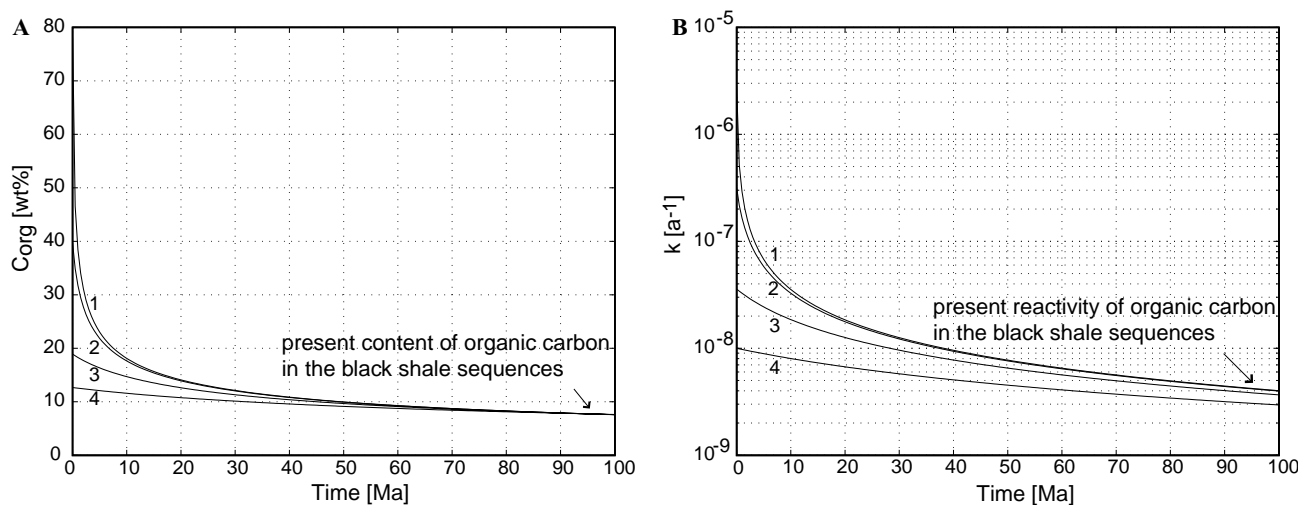 A
80
70
60
50
40
30
20
10
0
Corg [wt%]
1
2
3
4
present content of organic carbon
in the black shale sequences
0 10 20 30 40 50 60 70 80 90 100
Time [Ma]
B
10-5
10-6
10-7
10-8
10-9
k [a-1]
1
2
3
4
present reactivity of organic carbon
in the black shale sequences
0 10 20 30 40 50 60 70 80 90 100
Time [Ma]